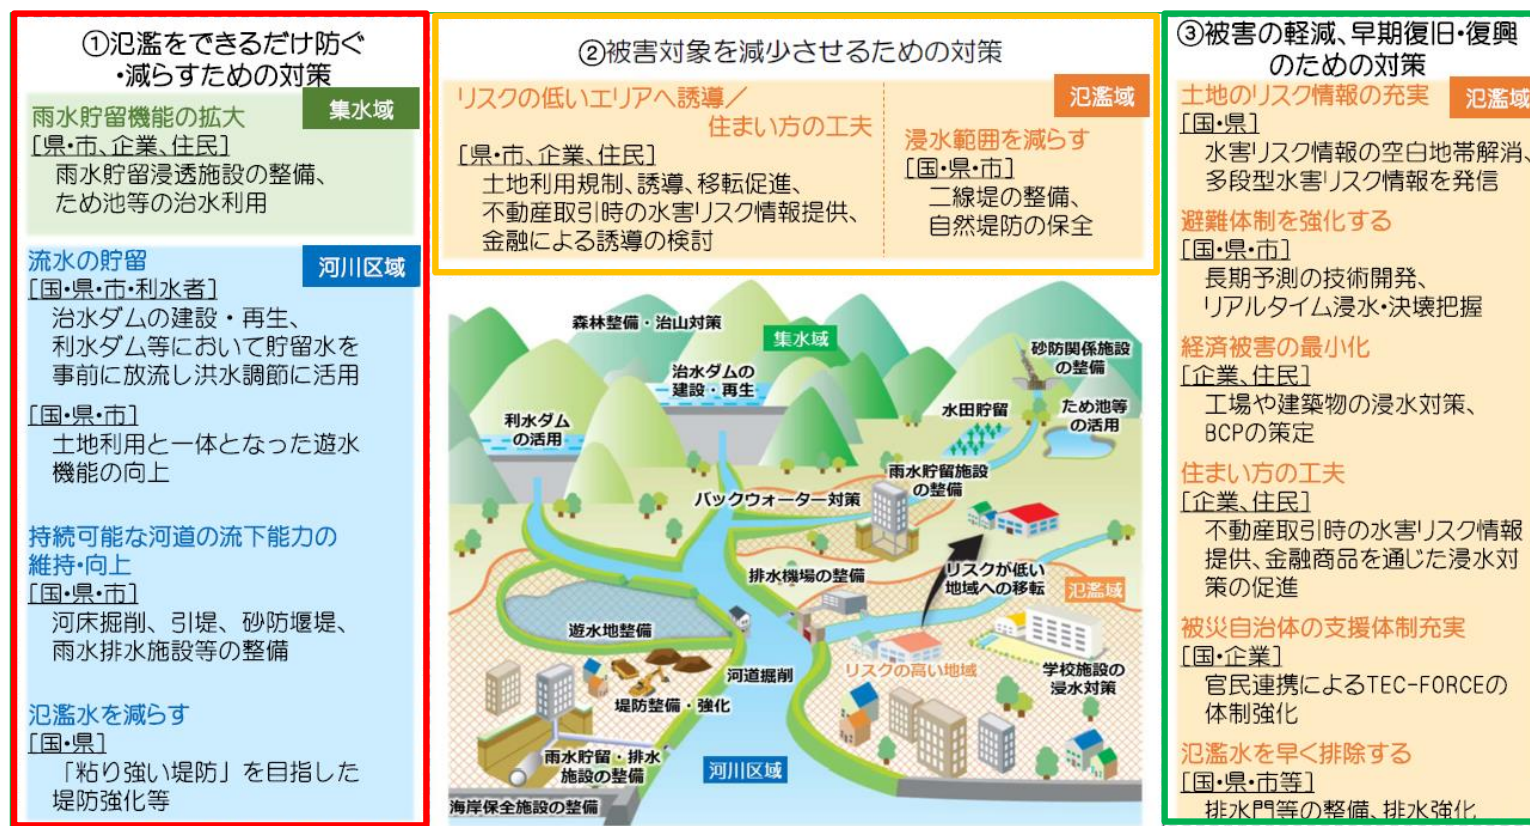 ①氾濫をできるだけ防ぐ
・減らすための対策
集水域
雨水貯留機能の拡大
[県・市、企業、住民]
雨水貯留浸透施設の整備、
ため池等の治水利用
河川区域
流水の貯留
[国・県・市・利水者]
治水ダムの建設・再生、
利水ダム等において貯留水を
事前に放流し洪水調節に活用
[国・県・市]
土地利用と一体となった遊水
機能の向上
持続可能な河道の流下能力の
維持・向上
[国・県・市]
河床掘削、引堤、砂防堰堤、
雨水排水施設等の整備
氾濫水を減らす
[国・県]
「粘り強い堤防」を目指した
堤防強化等
②被害対象を減少させるための対策
リスクの低いエリアへ誘導／
住まい方の工夫
[県・市、企業、住民]
土地利用規制、誘導、移転促進、
不動産取引時の水害リスク情報提供、
金融による誘導の検討
氾濫域
浸水範囲を減らす
[国・県・市]
二線堤の整備、
自然堤防の保全
森林整備・治山対策
集水域
治水ダムの
建設・再生
砂防関係施設
の整備
利水ダム
の活用
水田貯留
ため池等
の活用
雨水貯留施設
の整備
バックウォーター対策
排水機場の整備
リスクが低い
地域への移転
氾濫域
遊水地整備
リスクの高い地域
学校施設の
浸水対策
河道掘削
堤防整備・強化
雨水貯留・排水
施設の整備
河川区域
海岸保全施設の整備
③被害の軽減、早期復旧・復興
のための対策
土地のリスク情報の充実
氾濫域
[国・県]
水害リスク情報の空白地帯解消、
多段型水害リスク情報を発信
避難体制を強化する
[国・県・市]
長期予測の技術開発、
リアルタイム浸水・決壊把握
経済被害の最小化
[企業、住民]
工場や建築物の浸水対策、
BCPの策定
住まい方の工夫
[企業、住民]
不動産取引時の水害リスク情報
提供、金融商品を通じた浸水対
策の促進
被災自治体の支援体制充実
[国・企業]
官民連携によるTEC-FORCEの
体制強化
氾濫水を早く排除する
[国・県・市等]
排水門等の整備、排水強化